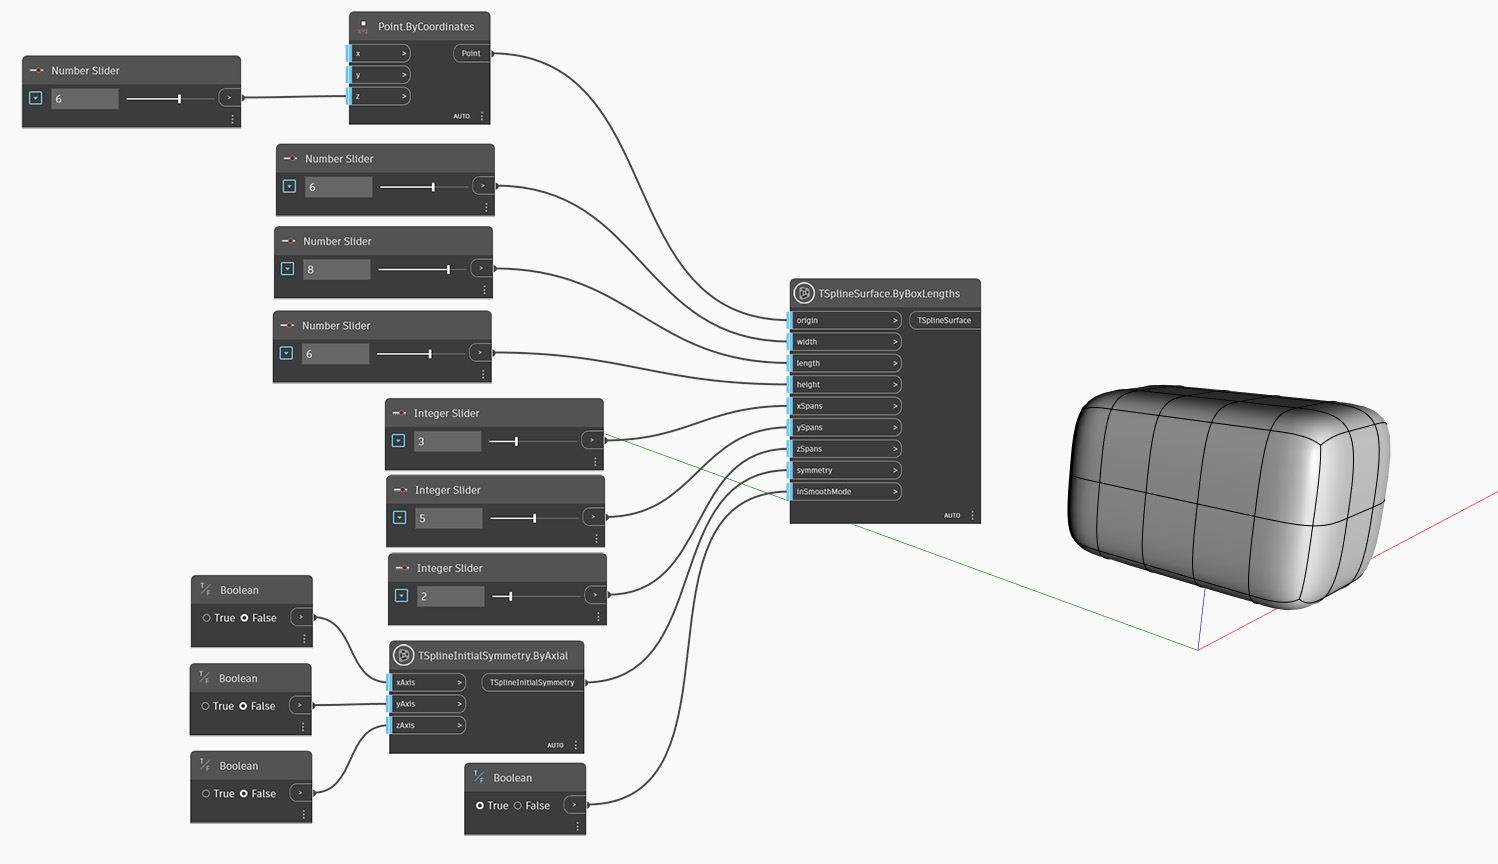 Point.ByCoordinates
XYZ
x >
Point
y >
z >
AUTO
Number Slider
6 >
Number Slider
6 >
Number Slider
8 >
Number Slider
6 >
TSplineSurface.ByBoxLengths
origin >
TSplineSurface
width >
length >
height >
xSpans >
ySpans >
zSpans >
symmetry >
inSmoothMode >
AUTO
Integer Slider
3 >
Integer Slider
5 >
Integer Slider
2 >
T/F Boolean
True False >
T/F Boolean
True False >
T/F Boolean
True False >
TSplineInitialSymmetry.ByAxial
xAxis >
TSplineInitialSymmetry
yAxis >
zAxis >
AUTO
T/F Boolean
True False >